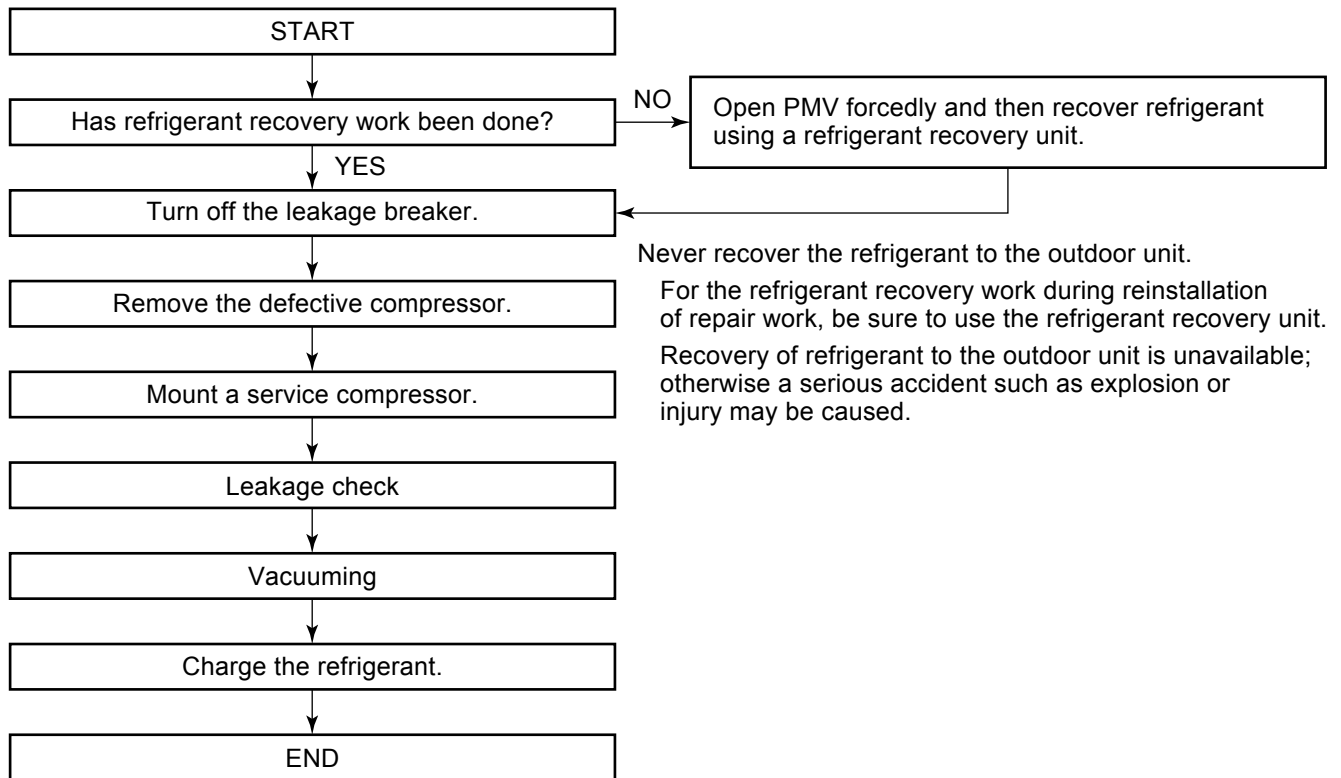 START
Has refrigerant recovery work been done?
NO
Open PMV forcedly and then recover refrigerant
using a refrigerant recovery unit.
YES
Turn off the leakage breaker.
Never recover the refrigerant to the outdoor unit.
For the refrigerant recovery work during reinstallation
of repair work, be sure to use the refrigerant recovery unit.
Recovery of refrigerant to the outdoor unit is unavailable;
otherwise a serious accident such as explosion or
injury may be caused.
Remove the defective compressor.
Mount a service compressor.
Leakage check
Vacuuming
Charge the refrigerant.
END